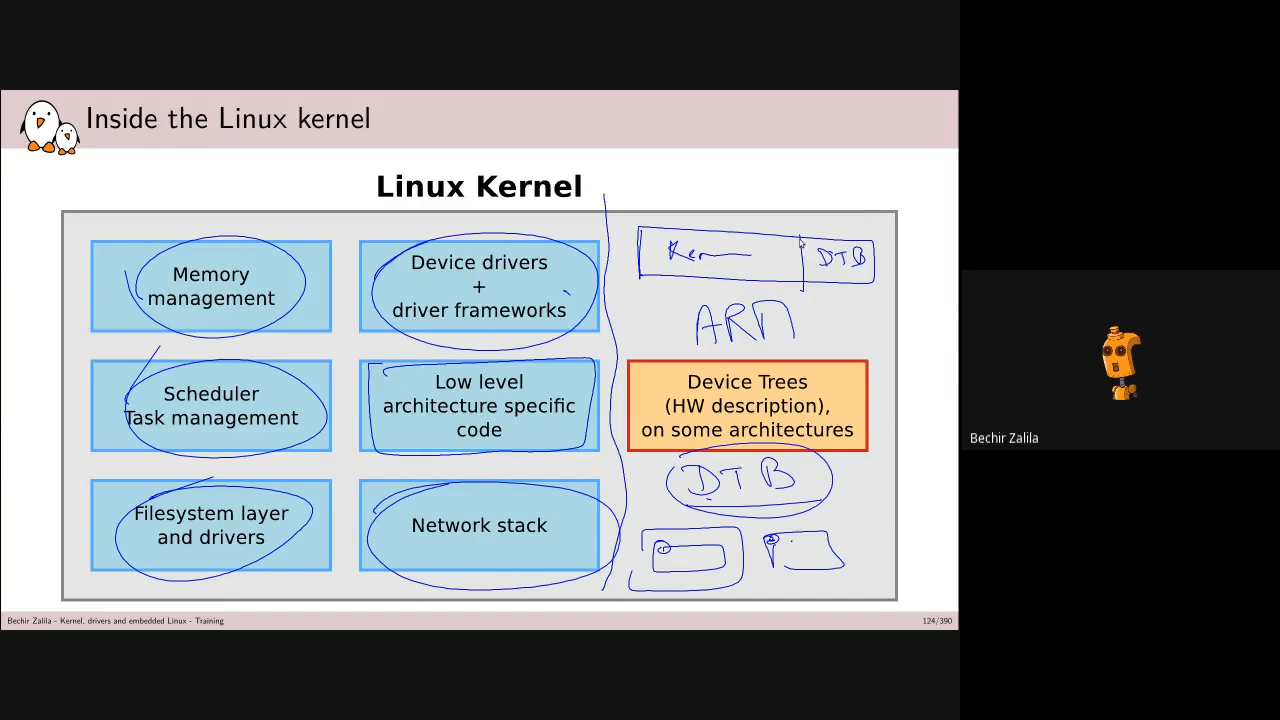 Inside the Linux kernel
Linux Kernel
Memory
management
Device drivers
+
driver frameworks
DTB
ARM
Scheduler
Task management
Low level
architecture specific
code
Device Trees
(HW description),
on some architectures
DTB
Filesystem layer
and drivers
Network stack
Bechir Zalila - Kernel, drivers and embedded Linux - Training
124/390
Bechir Zalila